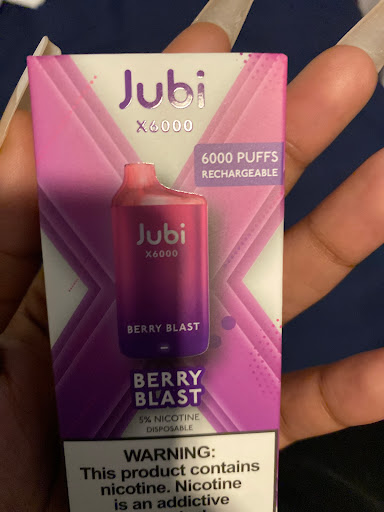 Jubi
X6000
6000 PUFFS
RECHARGEABLE
Jubi
X6000
BERRY BLAST
BERRY
BLAST
5% NICOTINE
DISPOSABLE
WARNING:
This product contains
nicotine. Nicotine
is an addictive